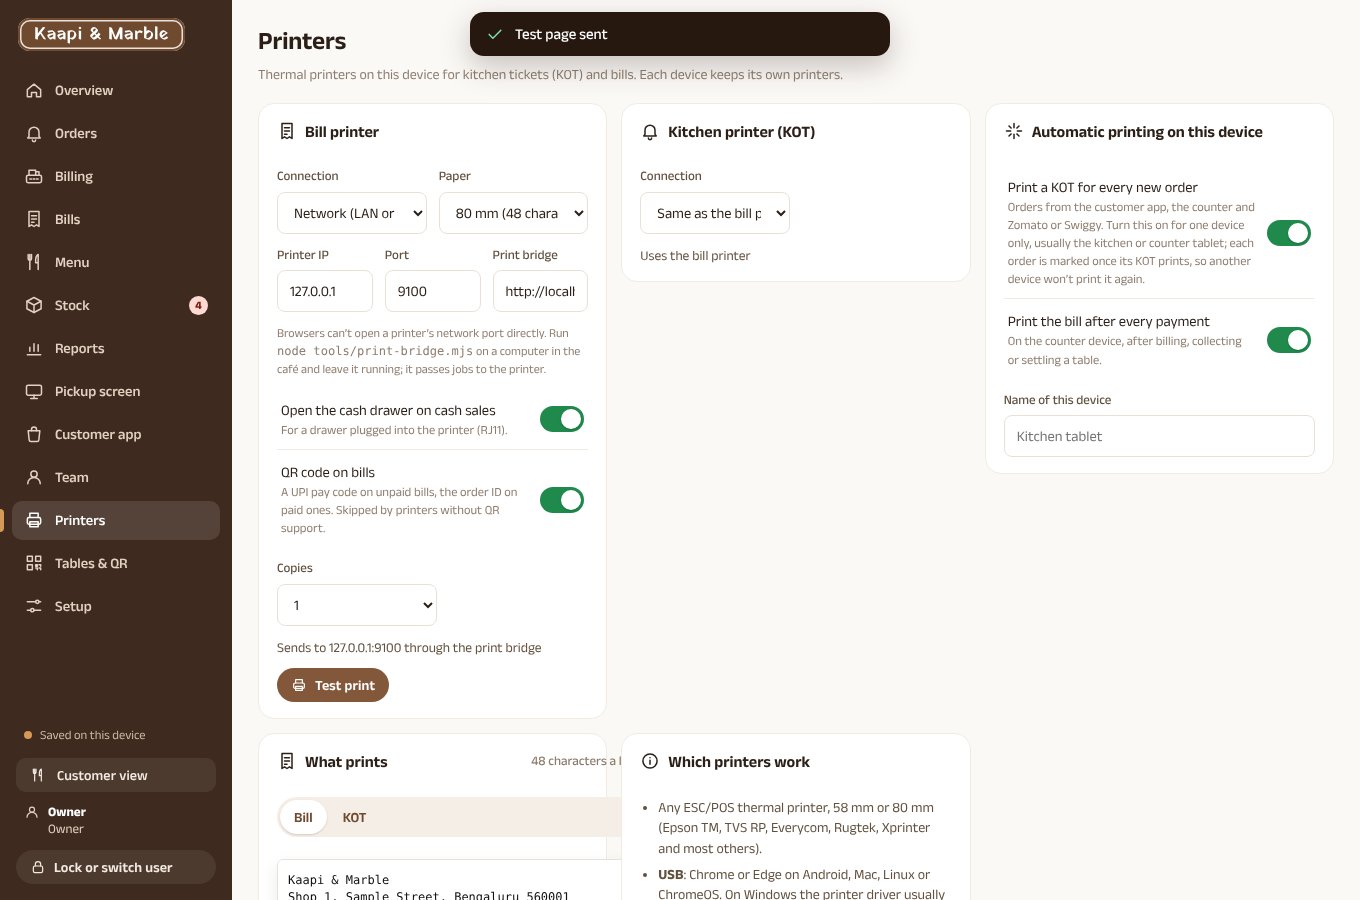 Kaapi & Marble
Overview
Orders
Billing
Bills
Menu
Stock
4
Reports
Pickup screen
Customer app
Team
Printers
Tables & QR
Setup
Saved on this device
Customer view
Owner
Owner
Lock or switch user
Test page sent
Printers
Thermal printers on this device for kitchen tickets (KOT) and bills. Each device keeps its own printers.
Bill printer
Connection
Paper
Network (LAN or
80 mm (48 chara
Printer IP
Port
Print bridge
127.0.0.1
9100
http://locall
Browsers can't open a printer's network port directly. Run
node tools/print-bridge.mjs on a computer in the
café and leave it running; it passes jobs to the printer.
Open the cash drawer on cash sales
For a drawer plugged into the printer (RJ11).
QR code on bills
A UPI pay code on unpaid bills, the order ID on
paid ones. Skipped by printers without QR
support.
Copies
1
Sends to 127.0.0.1:9100 through the print bridge
Test print
Kitchen printer (KOT)
Connection
Same as the bill p
Uses the bill printer
Automatic printing on this device
Print a KOT for every new order
Orders from the customer app, the counter and
Zomato or Swiggy. Turn this on for one device
only, usually the kitchen or counter tablet; each
order is marked once its KOT prints, so another
device won't print it again.
Print the bill after every payment
On the counter device, after billing, collecting
or settling a table.
Name of this device
Kitchen tablet
What prints
48 characters a
Bill
KOT
Kaapi & Marble
Shop 1, Sample Street, Bengaluru 560001
Which printers work
• Any ESC/POS thermal printer, 58 mm or 80 mm
(Epson TM, TVS RP, Everycom, Rugtek, Xprinter
and most others).
• USB: Chrome or Edge on Android, Mac, Linux or
ChromeOS. On Windows the printer driver usually